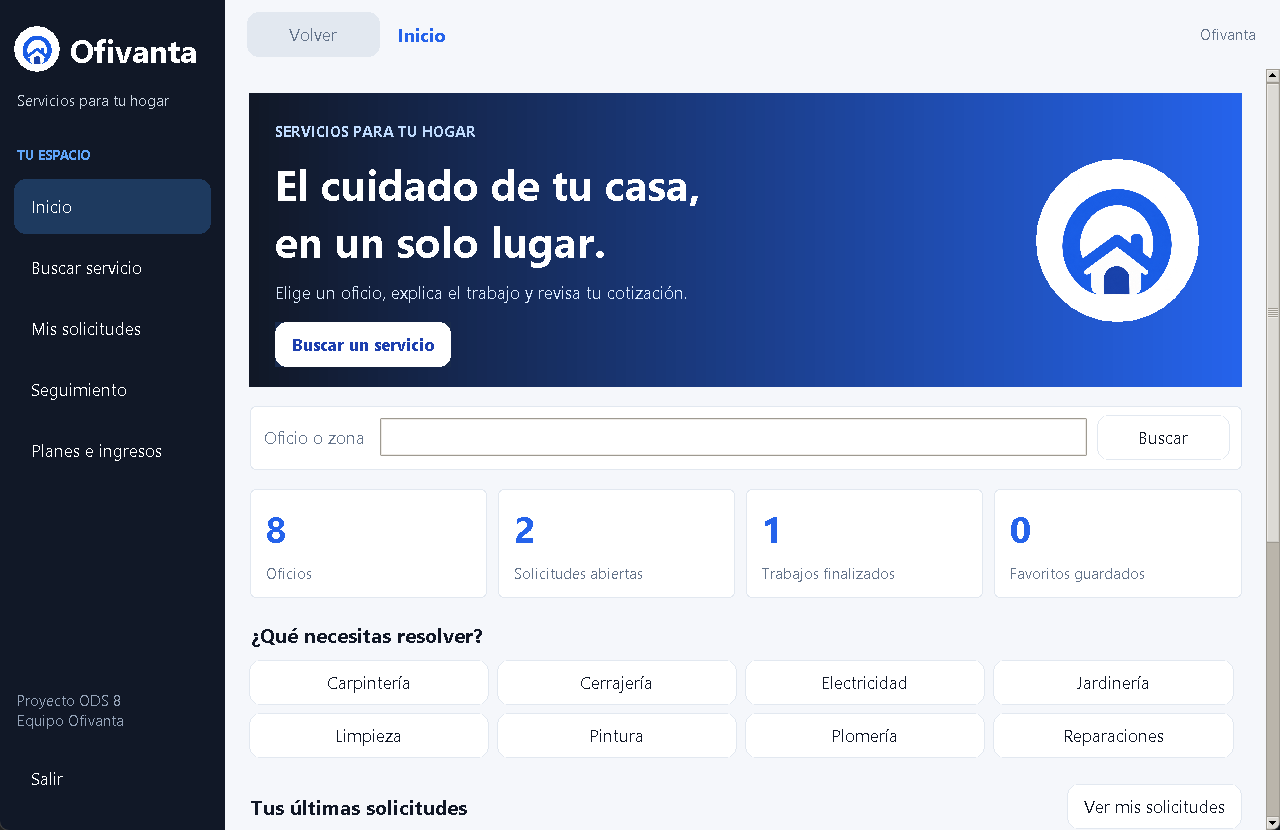 Ofivanta
Servicios para tu hogar
TU ESPACIO
Inicio
Buscar servicio
Mis solicitudes
Seguimiento
Planes e ingresos
Proyecto ODS 8
Equipo Ofivanta
Salir
Volver
Inicio
Ofivanta
SERVICIOS PARA TU HOGAR
El cuidado de tu casa,
en un solo lugar.
Elige un oficio, explica el trabajo y revisa tu cotización.
Buscar un servicio
Oficio o zona
Buscar
8
Oficios
2
Solicitudes abiertas
1
Trabajos finalizados
0
Favoritos guardados
¿Qué necesitas resolver?
Carpintería
Cerrajería
Electricidad
Jardinería
Limpieza
Pintura
Plomería
Reparaciones
Tus últimas solicitudes
Ver mis solicitudes